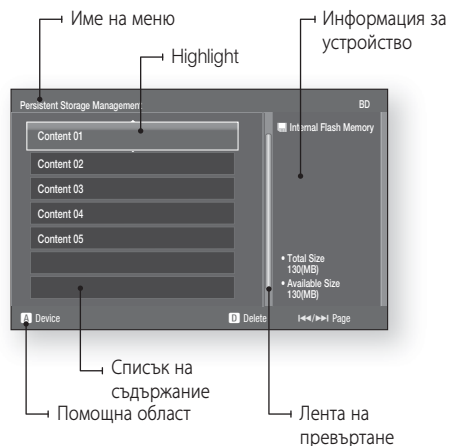 Име на меню
Информация за
устройство
Highlight
Persistent Storage Management
BD
Content 01
Internal Flash Memory
Content 02
Content 03
Content 04
Content 05
• Total Size
130(MB)
• Available Size
130(MB)
A Device
D Delete
I◀◀/▶▶I Page
Списък на
съдържание
Помощна област
Лента на
превъртане